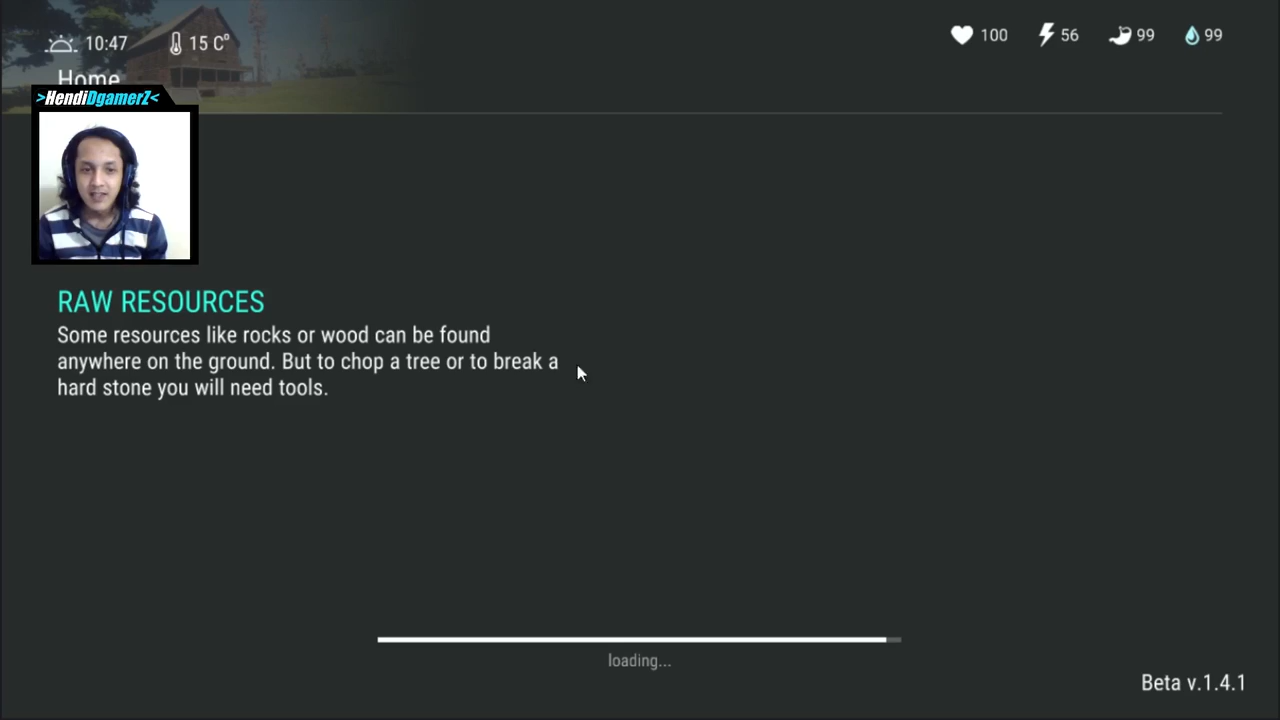 10:47 15 C°
100 56 99 99
Home
>HendiDgamerZ<
RAW RESOURCES
Some resources like rocks or wood can be found
anywhere on the ground. But to chop a tree or to break a
hard stone you will need tools.
loading...
Beta v.1.4.1